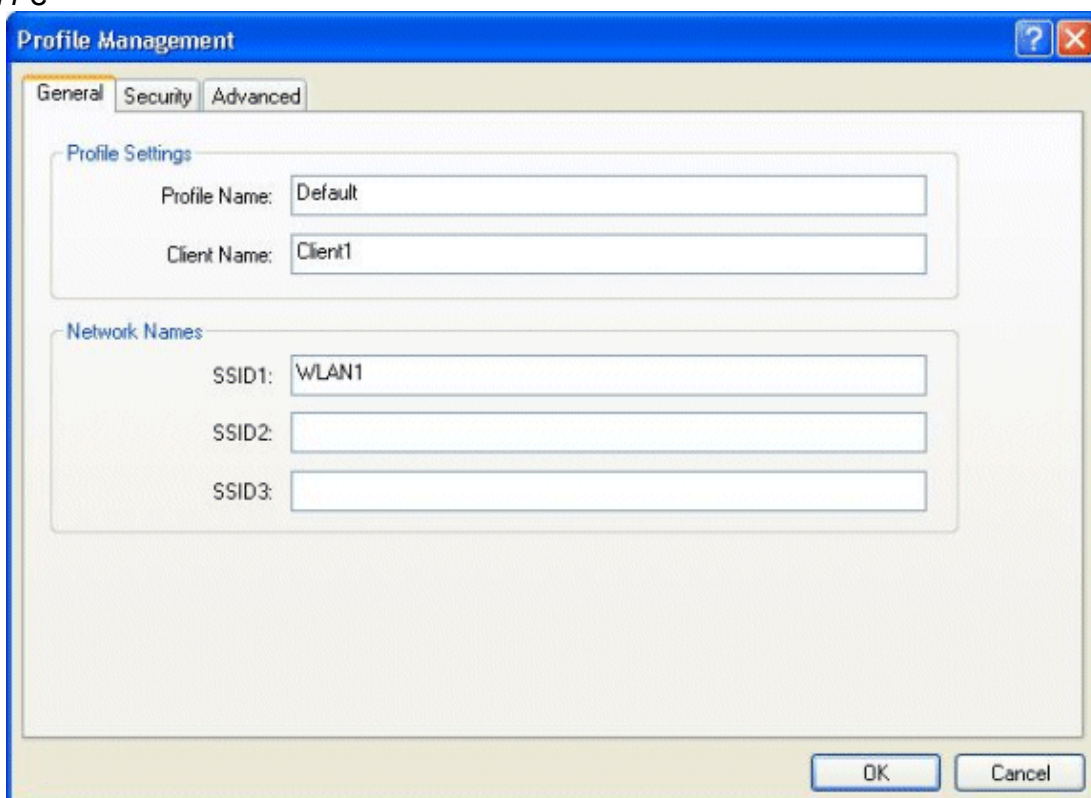 Profile Management
General Security Advanced
Profile Settings
Profile Name: Default
Client Name: Client1
Network Names
SSID1: WLAN1
SSID2:
SSID3:
OK Cancel